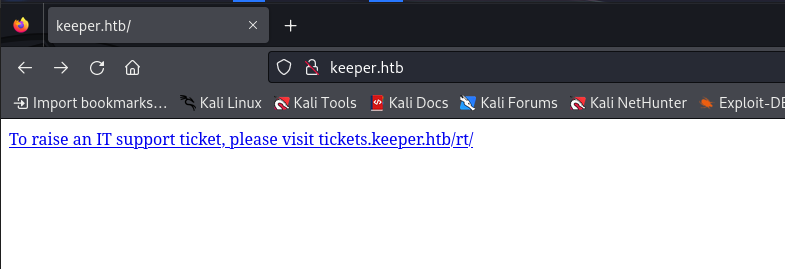 keeper.htb/
keeper.htb
Import bookmarks… Kali Linux Kali Tools Kali Docs Kali Forums Kali NetHunter Exploit-DB
To raise an IT support ticket, please visit tickets.keeper.htb/rt/